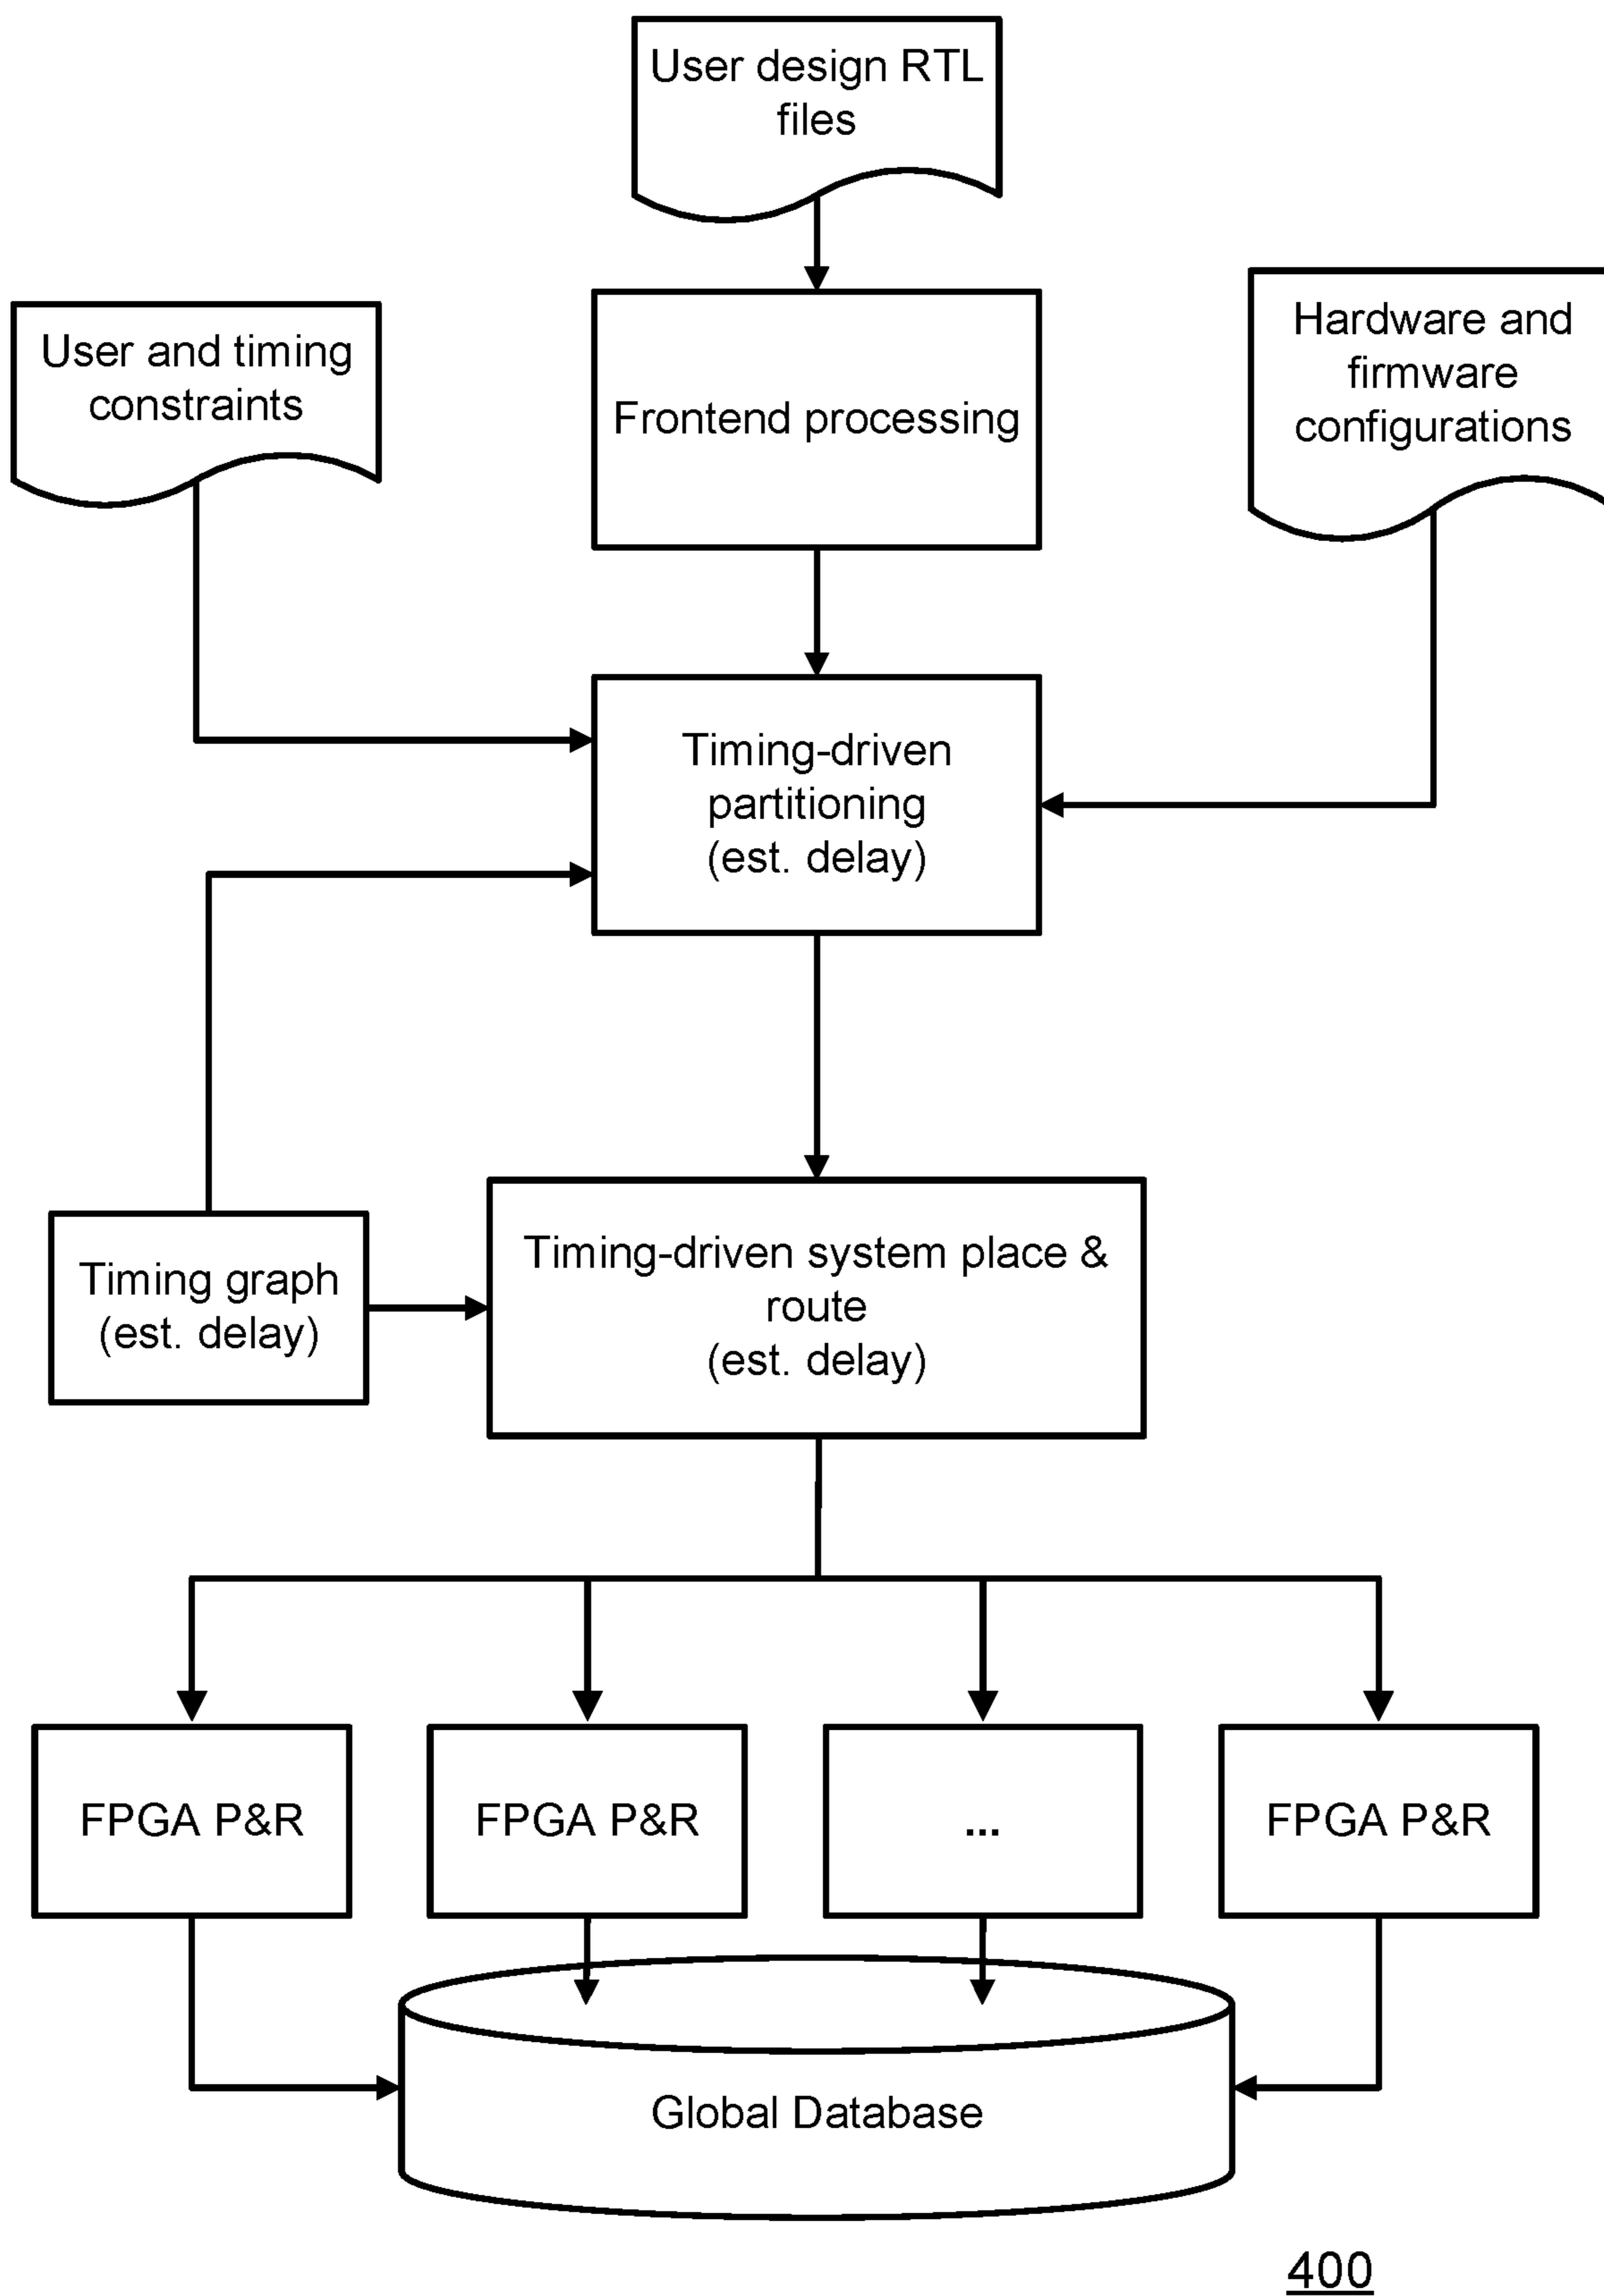 User design RTL
files
User and timing
constraints
Frontend processing
Hardware and
firmware
configurations
Timing-driven
partitioning
(est. delay)
Timing graph
(est. delay)
Timing-driven system place &
route
(est. delay)
FPGA P&R
FPGA P&R
...
FPGA P&R
Global Database
400